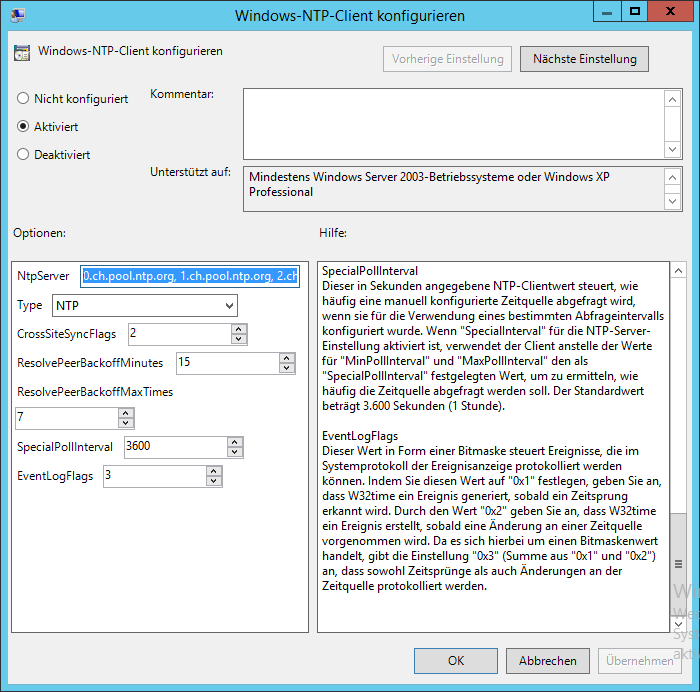 Windows-NTP-Client konfigurieren
Windows-NTP-Client konfigurieren
Vorherige Einstellung
Nächste Einstellung
Nicht konfiguriert
Kommentar:
Aktiviert
Deaktiviert
Unterstützt auf:
Mindestens Windows Server 2003-Betriebssysteme oder Windows XP
Professional
Optionen:
Hilfe:
NtpServer
0.ch.pool.ntp.org, 1.ch.pool.ntp.org, 2.ch
Type
NTP
CrossSiteSyncFlags
2
ResolvePeerBackoffMinutes
15
ResolvePeerBackoffMaxTimes
7
SpecialPollInterval
3600
EventLogFlags
3
SpecialPollInterval
Dieser in Sekunden angegebene NTP-Clientwert steuert, wie
häufig eine manuell konfigurierte Zeitquelle abgefragt wird,
wenn sie für die Verwendung eines bestimmten Abfrageintervalls
konfiguriert wurde. Wenn "SpecialInterval" für die NTP-Server-
Einstellung aktiviert ist, verwendet der Client anstelle der Werte
für "MinPollInterval" und "MaxPollInterval" den als
"SpecialPollInterval" festgelegten Wert, um zu ermitteln, wie
häufig die Zeitquelle abgefragt werden soll. Der Standardwert
beträgt 3.600 Sekunden (1 Stunde).
EventLogFlags
Dieser Wert in Form einer Bitmaske steuert Ereignisse, die im
Systemprotokoll der Ereignisanzeige protokolliert werden
können. Indem Sie diesen Wert auf "0x1" festlegen, geben Sie an,
dass W32time ein Ereignis generiert, sobald ein Zeitsprung
erkannt wird. Durch den Wert "0x2" geben Sie an, dass W32time
ein Ereignis erstellt, sobald eine Änderung an einer Zeitquelle
vorgenommen wird. Da es sich hierbei um einen Bitmaskenwert
handelt, gibt die Einstellung "0x3" (Summe aus "0x1" und "0x2")
an, dass sowohl Zeitsprünge als auch Änderungen an der
Zeitquelle protokolliert werden.
OK
Abbrechen
Übernehmen